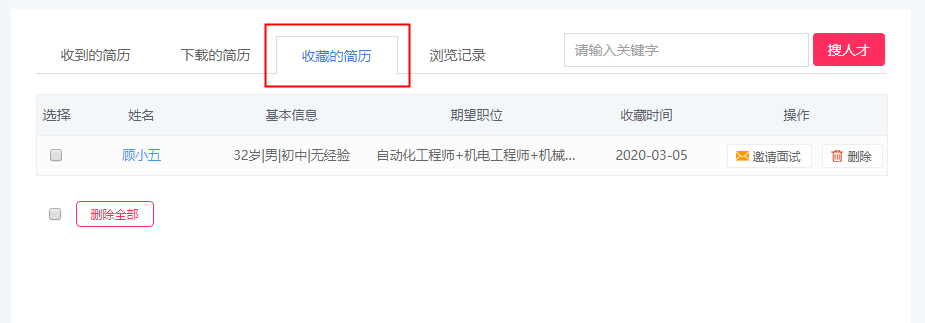 收到的简历 下载的简历 收藏的简历 浏览记录 请输入关键字 搜人才
选择 姓名 基本信息 期望职位 收藏时间 操作
顾小五 32岁|男|初中|无经验 自动化工程师+机电工程师+机械... 2020-03-05 邀请面试 删除
删除全部